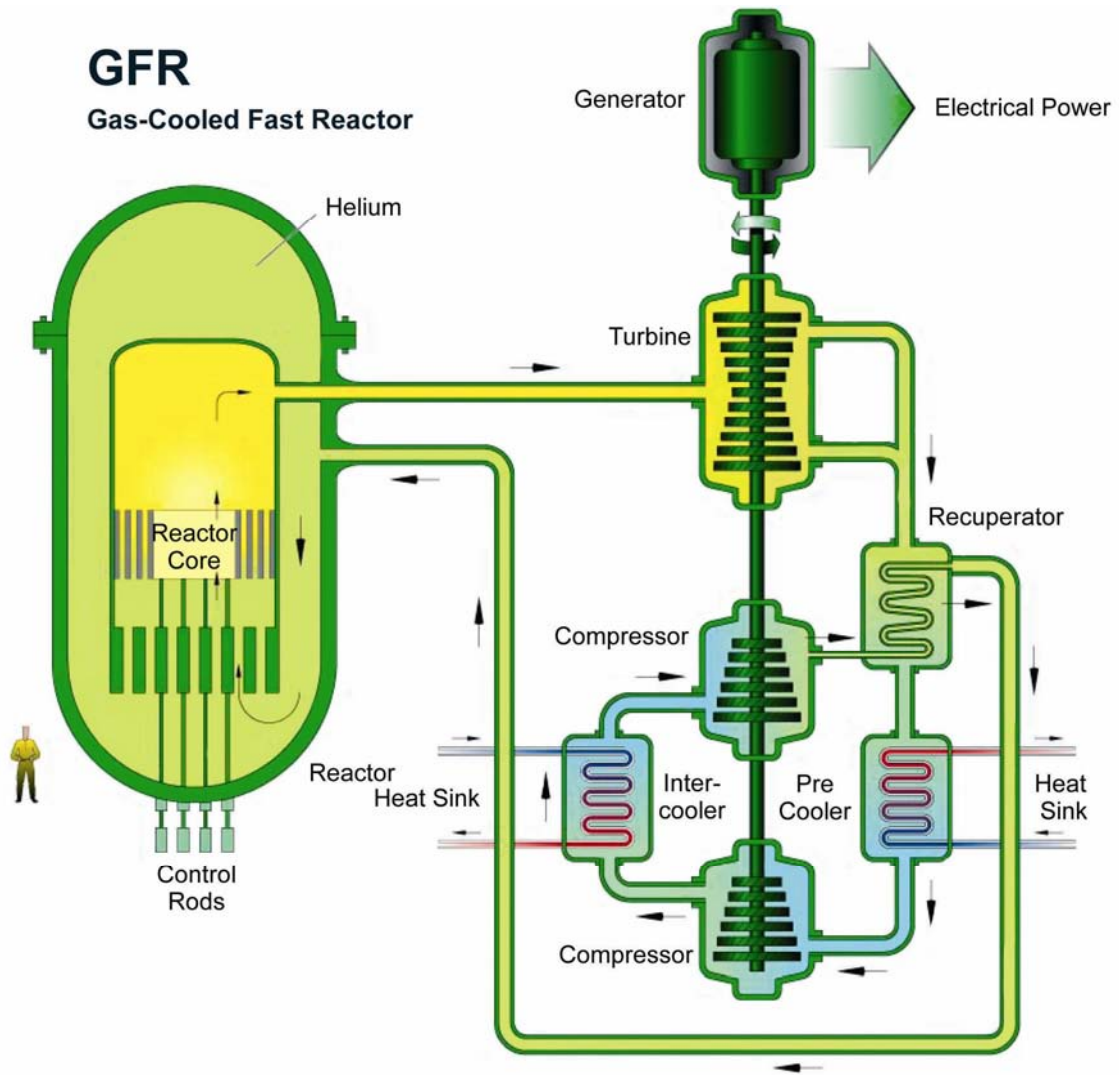 GFR
Gas-Cooled Fast Reactor
Generator
Electrical Power
Helium
Turbine
Reactor
Core
Recuperator
Compressor
Reactor
Heat Sink
Inter-
cooler
Pre
Cooler
Heat
Sink
Control
Rods
Compressor